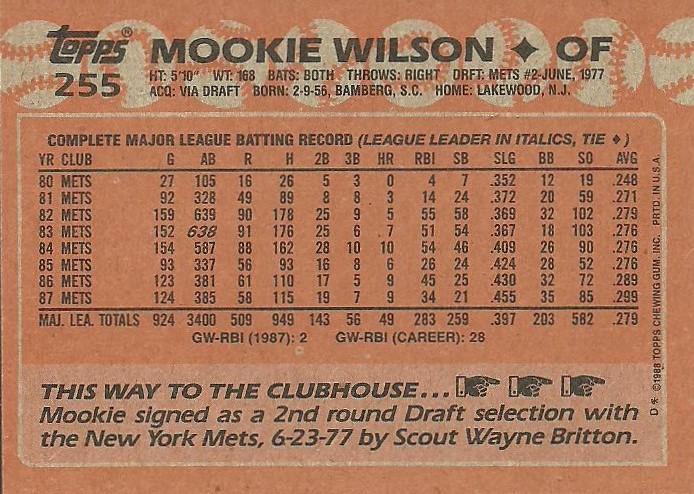 topps® MOOKIE WILSON ♦ OF
255 HT: 5'10" WT: 168 BATS: BOTH THROWS: RIGHT DRFT: METS #2-JUNE, 1977
ACQ: VIA DRAFT BORN: 2-9-56, BAMBERG, S.C. HOME: LAKEWOOD, N.J.
COMPLETE MAJOR LEAGUE BATTING RECORD (LEAGUE LEADER IN ITALICS, TIE ♦)
YR CLUB G AB R H 2B 3B HR RBI SB SLG BB SO AVG
80 METS 27 105 16 26 5 3 0 4 7 .352 12 19 .248
81 METS 92 328 49 89 8 8 3 14 24 .372 20 59 .271
82 METS 159 639 90 178 25 9 5 55 58 .369 32 102 .279
83 METS 152 638 91 176 25 6 7 51 54 .367 18 103 .276
84 METS 154 587 88 162 28 10 10 54 46 .409 26 90 .276
85 METS 93 337 56 93 16 8 6 26 24 .424 28 52 .276
86 METS 123 381 61 110 17 5 9 45 25 .430 32 72 .289
87 METS 124 385 58 115 19 7 9 34 21 .455 35 85 .299
MAJ. LEA. TOTALS 924 3400 509 949 143 56 49 283 259 .397 203 582 .279
GW-RBI (1987): 2 GW-RBI (CAREER): 28
THIS WAY TO THE CLUBHOUSE...
Mookie signed as a 2nd round Draft selection with
the New York Mets, 6-23-77 by Scout Wayne Britton.
D* ©1988 TOPPS CHEWING GUM, INC. PRTD. IN U.S.A.